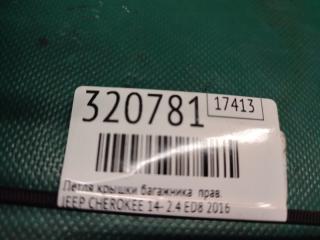 320781 17413
Петля крышки багажника прав.
JEEP CHEROKEE 14- 2.4 ED8 2016